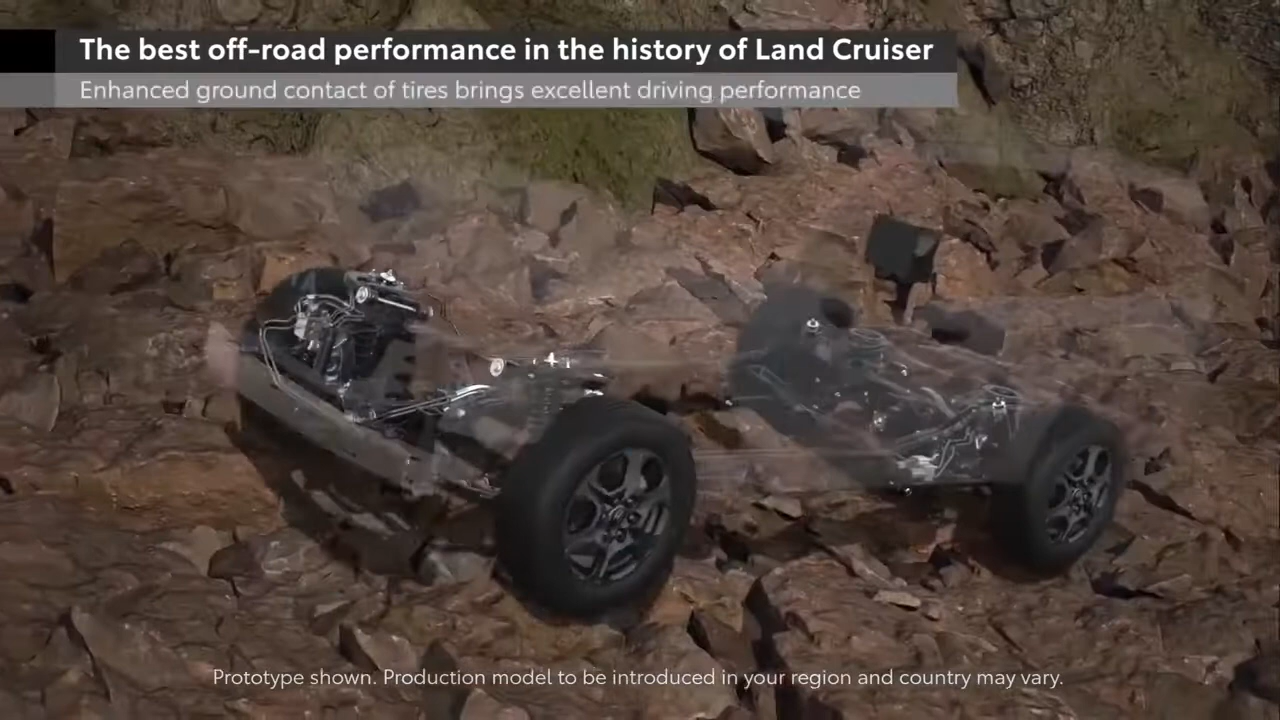 The best off-road performance in the history of Land Cruiser
Enhanced ground contact of tires brings excellent driving performance
Prototype shown. Production model to be introduced in your region and country may vary.